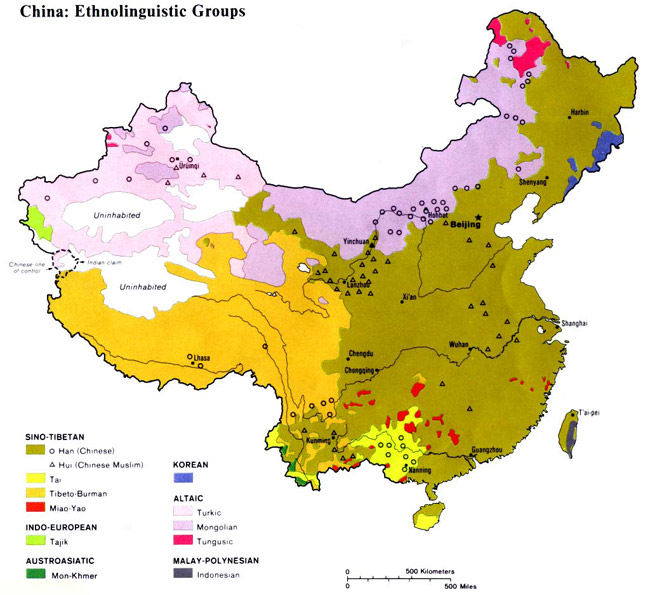 China: Ethnolinguistic Groups
Harbin
Ürümqi
Shenyang
Uninhabited
Hohhot
Beijing
Yinchuan
Chinese line
of control
Indian claim
Uninhabited
Lanzhou
Xi'an
Shanghai
Wuhan
Lhasa
Chengdu
Chongqing
T'ai-pei
Kunming
Guangzhou
Nanning
SINO-TIBETAN
Han (Chinese)
Hui (Chinese Muslim)
Tai
Tibeto-Burman
Miao-Yao
INDO-EUROPEAN
Tajik
AUSTROASIATIC
Mon-Khmer
KOREAN
ALTAIC
Turkic
Mongolian
Tungusic
MALAY-POLYNESIAN
Indonesian
0 500 Kilometers
0 500 Miles